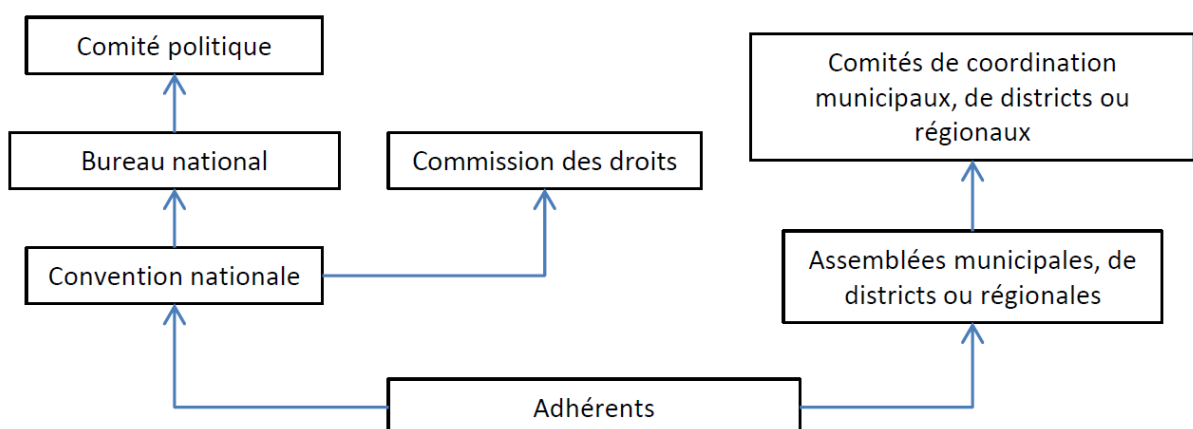 Comité politique
Comités de coordination
municipaux, de districts ou
régionaux
Bureau national
Commission des droits
Convention nationale
Assemblées municipales, de
districts ou régionales
Adhérents